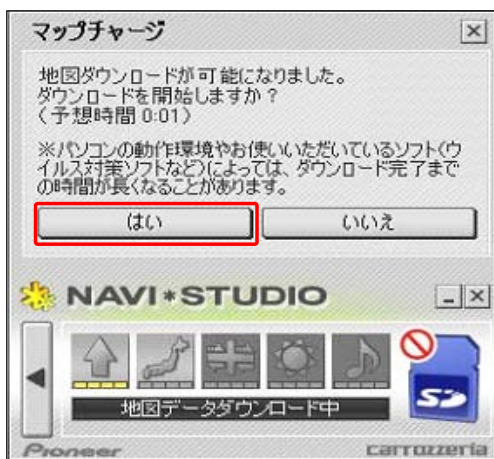 マップチャージ
地図ダウンロードが可能になりました。
ダウンロードを開始しますか？
（予想時間 0:01）
※パソコンの動作環境やお使いいただいているソフト（ウ
イルス対策ソフトなど）によっては、ダウンロード完了まで
の時間が長くなることがあります。
はい
いいえ
NAVI*STUDIO
地図データダウンロード中
SD
Pioneer
carrozzeria